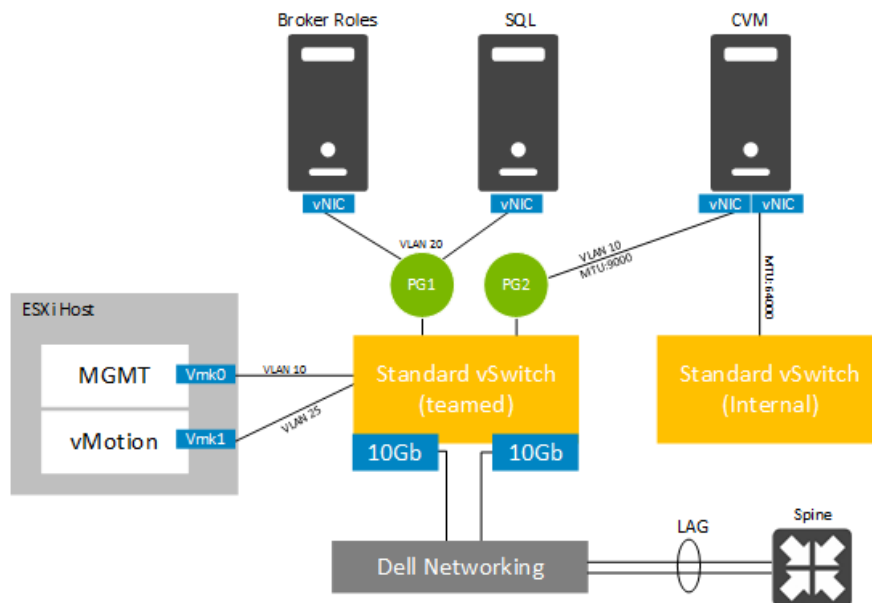 Broker Roles
SQL
CVM
vNIC
vNIC
vNIC
vNIC
VLAN 20
VLAN 10
MTU:9000
MTU:64000
PG1
PG2
ESXi Host
MGMT
Vmk0
VLAN 10
vMotion
Vmk1
VLAN 25
Standard vSwitch
(teamed)
Standard vSwitch
(Internal)
10Gb
10Gb
Dell Networking
LAG
Spine